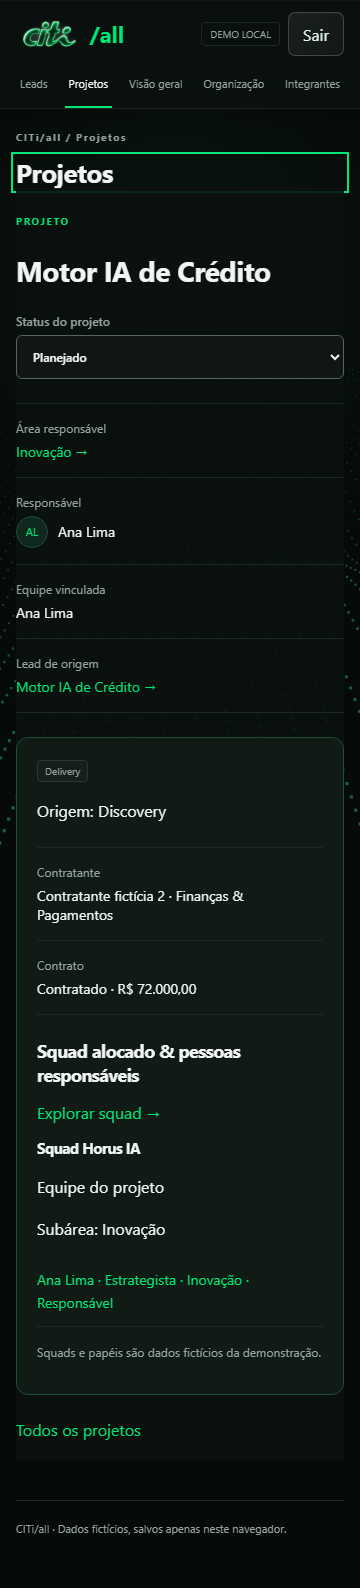 citi /all
DEMO LOCAL
Sair
Leads
Projetos
Visão geral
Organização
Integrantes
CITi/all / Projetos
Projetos
PROJETO
Motor IA de Crédito
Status do projeto
Planejado
Área responsável
Inovação →
Responsável
AL
Ana Lima
Equipe vinculada
Ana Lima
Lead de origem
Motor IA de Crédito →
Delivery
Origem: Discovery
Contratante
Contratante fictícia 2 · Finanças &
Pagamentos
Contrato
Contratado · R$ 72.000,00
Squad alocado & pessoas
responsáveis
Explorar squad →
Squad Horus IA
Equipe do projeto
Subárea: Inovação
Ana Lima · Estrategista · Inovação ·
Responsável
Squads e papéis são dados fictícios da demonstração.
Todos os projetos
CITi/all · Dados fictícios, salvos apenas neste navegador.